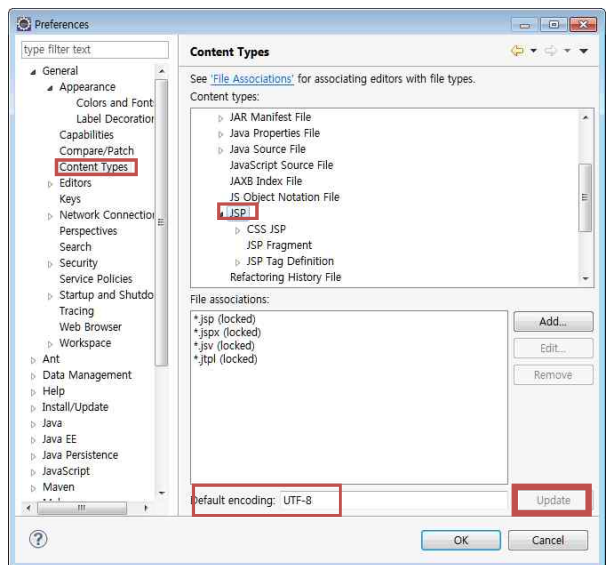 Preferences
type filter text
General
Appearance
Colors and Font
Label Decoration
Capabilities
Compare/Patch
Content Types
Editors
Keys
Network Connection
Perspectives
Search
Security
Service Policies
Startup and Shutdo
Tracing
Web Browser
Workspace
Ant
Data Management
Help
Install/Update
Java
Java EE
Java Persistence
JavaScript
Maven
Content Types
See 'File Associations' for associating editors with file types.
Content types:
JAR Manifest File
Java Properties File
Java Source File
JavaScript Source File
JAXB Index File
JS Object Notation File
JSP
CSS JSP
JSP Fragment
JSP Tag Definition
Refactoring History File
File associations:
*.jsp (locked)
*.jspx (locked)
*.jsv (locked)
*.jtpl (locked)
Add...
Edit...
Remove
Default encoding: UTF-8
Update
OK
Cancel